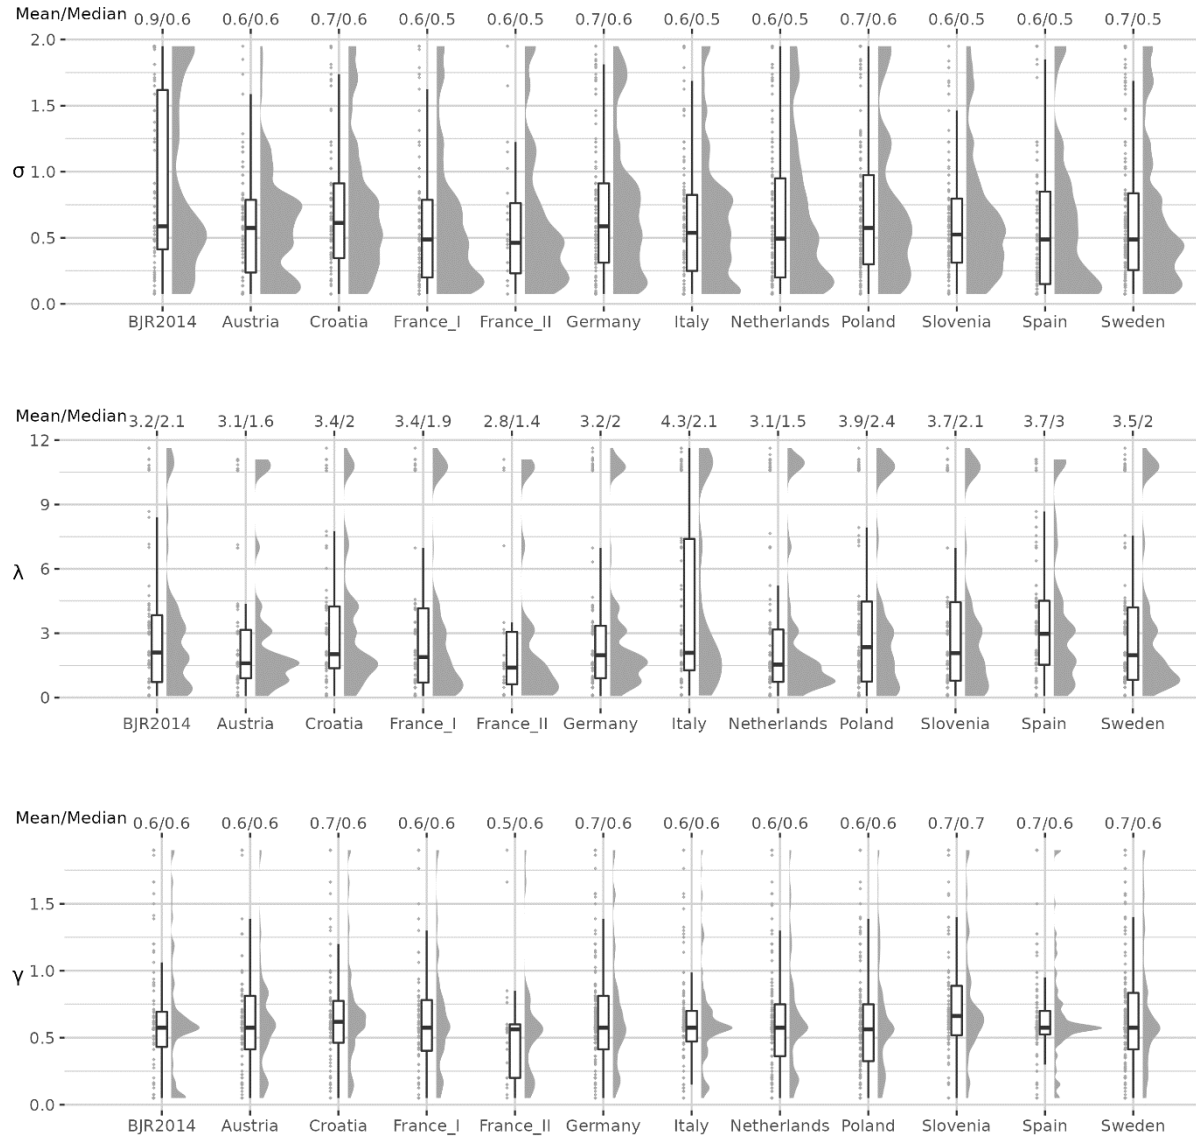 Mean/Median 0.9/0.6 0.6/0.6 0.7/0.6 0.6/0.5 0.6/0.5 0.7/0.6 0.6/0.5 0.6/0.5 0.7/0.6 0.6/0.5 0.6/0.5 0.7/0.5
2.0
1.5
1.0
σ
0.5
0.0
BJR2014 Austria Croatia France_I France_II Germany Italy Netherlands Poland Slovenia Spain Sweden
Mean/Median 3.2/2.1 3.1/1.6 3.4/2 3.4/1.9 2.8/1.4 3.2/2 4.3/2.1 3.1/1.5 3.9/2.4 3.7/2.1 3.7/3 3.5/2
12
9
6
λ
3
0
BJR2014 Austria Croatia France_I France_II Germany Italy Netherlands Poland Slovenia Spain Sweden
Mean/Median 0.6/0.6 0.6/0.6 0.7/0.6 0.6/0.6 0.5/0.6 0.7/0.6 0.6/0.6 0.6/0.6 0.6/0.6 0.7/0.7 0.7/0.6 0.7/0.6
1.5
1.0
γ
0.5
0.0
BJR2014 Austria Croatia France_I France_II Germany Italy Netherlands Poland Slovenia Spain Sweden